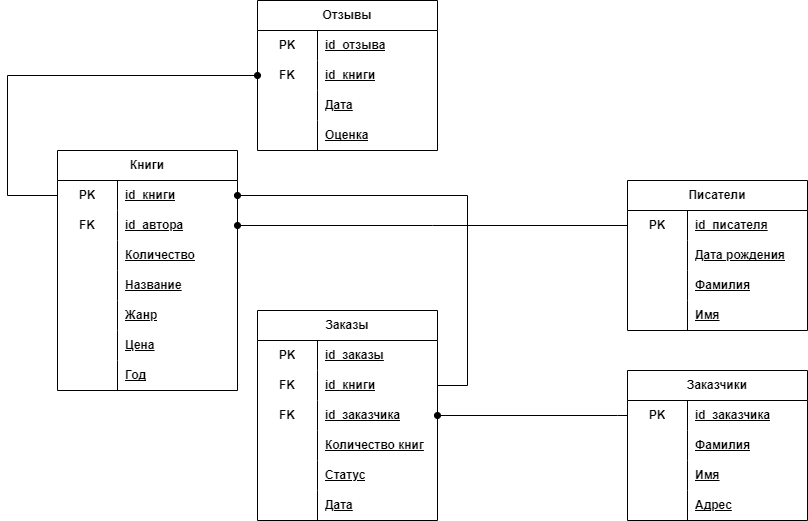 Отзывы
PK id_отзыва
FK id_книги
Дата
Оценка
Книги
PK id_книги
FK id_автора
Количество
Название
Жанр
Цена
Год
Писатели
PK id_писателя
Дата рождения
Фамилия
Имя
Заказы
PK id_заказы
FK id_книги
FK id_заказчика
Количество книг
Статус
Дата
Заказчики
PK id_заказчика
Фамилия
Имя
Адрес